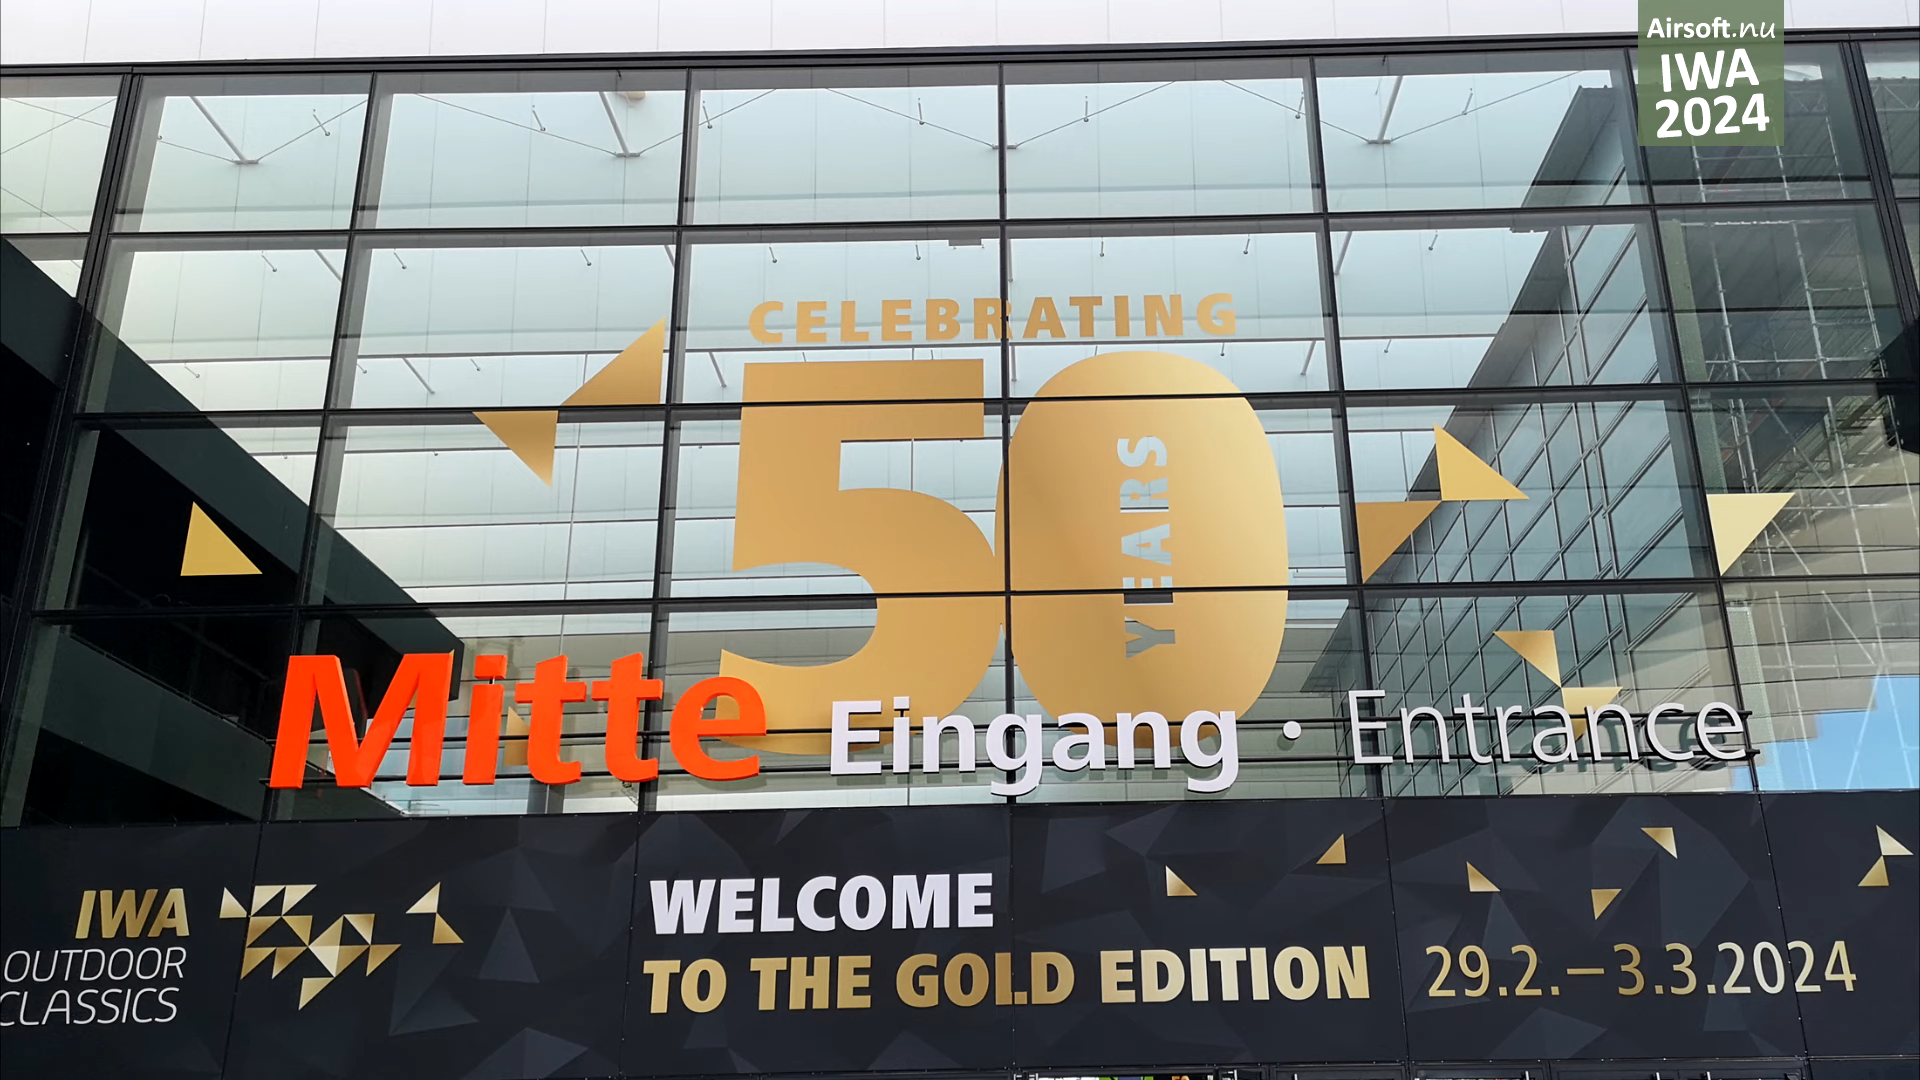 Airsoft.nu
IWA
2024
CELEBRATING
50
YEARS
Mitte Eingang • Entrance
IWA
OUTDOOR
CLASSICS
WELCOME
TO THE GOLD EDITION
29.2.–3.3.2024